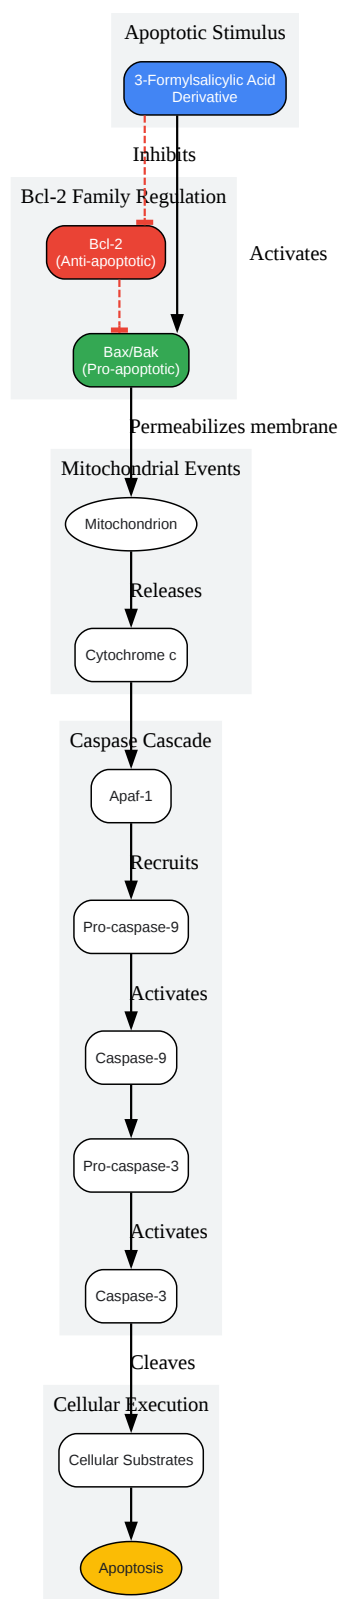 Apoptotic Stimulus
3-Formylsalicylic Acid
Derivative
Inhibits
Bcl-2 Family Regulation
Bcl-2
(Anti-apoptotic)
Activates
Bax/Bak
(Pro-apoptotic)
Permeabilizes membrane
Mitochondrial Events
Mitochondrion
Releases
Cytochrome c
Caspase Cascade
Apaf-1
Recruits
Pro-caspase-9
Activates
Caspase-9
Pro-caspase-3
Activates
Caspase-3
Cleaves
Cellular Execution
Cellular Substrates
Apoptosis